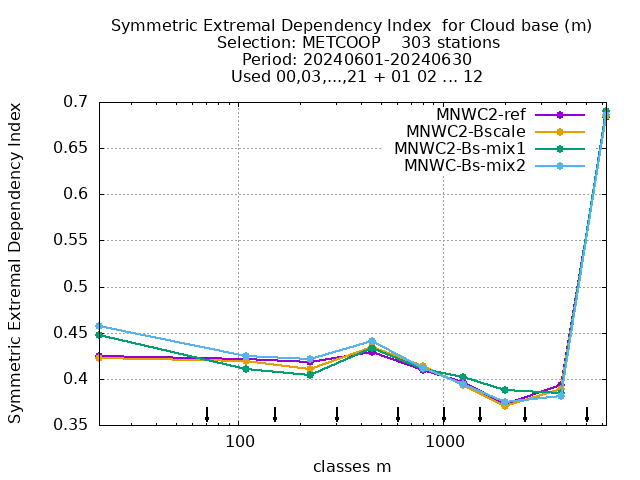 Symmetric Extremal Dependency Index  for Cloud base (m)
Selection: METCOOP    303 stations
Period: 20240601-20240630
Used 00,03,...,21 + 01 02 ... 12
Symmetric Extremal Dependency Index
0.7
0.65
0.6
0.55
0.5
0.45
0.4
0.35
MNWC2-ref
MNWC2-Bscale
MNWC2-Bs-mix1
MNWC-Bs-mix2
100
1000
classes m